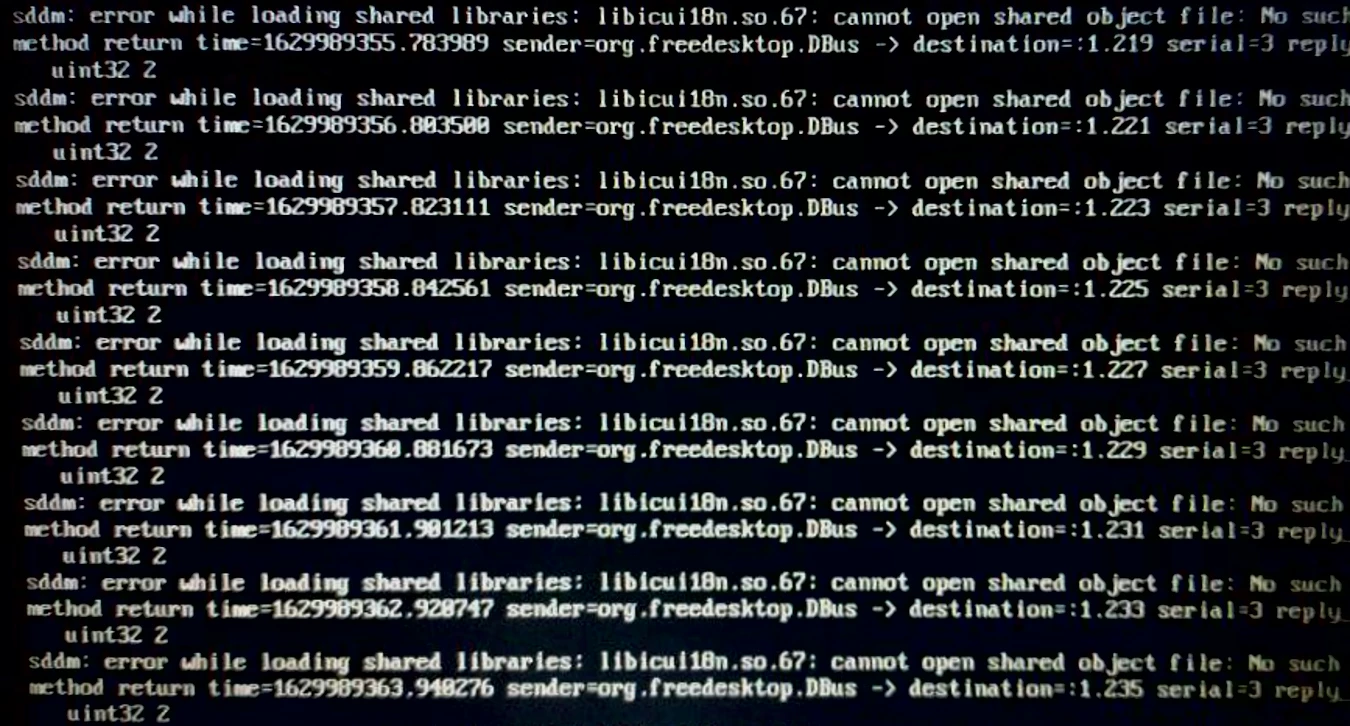 sddm: error while loading shared libraries: libicui18n.so.67: cannot open shared object file: No such
method return time=1629989355.783989 sender=org.freedesktop.DBus -> destination=:1.219 serial=3 reply
uint32 2
sddm: error while loading shared libraries: libicui18n.so.67: cannot open shared object file: No such
method return time=1629989356.803500 sender=org.freedesktop.DBus -> destination=:1.221 serial=3 reply
uint32 2
sddm: error while loading shared libraries: libicui18n.so.67: cannot open shared object file: No such
method return time=1629989357.823111 sender=org.freedesktop.DBus -> destination=:1.223 serial=3 reply
uint32 2
sddm: error while loading shared libraries: libicui18n.so.67: cannot open shared object file: No such
method return time=1629989358.842561 sender=org.freedesktop.DBus -> destination=:1.225 serial=3 reply
uint32 2
sddm: error while loading shared libraries: libicui18n.so.67: cannot open shared object file: No such
method return time=1629989359.862217 sender=org.freedesktop.DBus -> destination=:1.227 serial=3 reply_
uint32 2
sddm: error while loading shared libraries: libicui18n.so.67: cannot open shared object file: No such
method return time=1629989360.881673 sender=org.freedesktop.DBus -> destination=:1.229 serial=3 reply_
uint32 2
sddm: error while loading shared libraries: libicui18n.so.67: cannot open shared object file: No such
method return time=1629989361.901213 sender=org.freedesktop.DBus -> destination=:1.231 serial=3 reply_
uint32 2
sddm: error while loading shared libraries: libicui18n.so.67: cannot open shared object file: No such
method return time=1629989362.920747 sender=org.freedesktop.DBus -> destination=:1.233 serial=3 reply_
uint32 2
sddm: error while loading shared libraries: libicui18n.so.67: cannot open shared object file: No such
method return time=1629989363.940276 sender=org.freedesktop.DBus -> destination=:1.235 serial=3 reply_
uint32 2